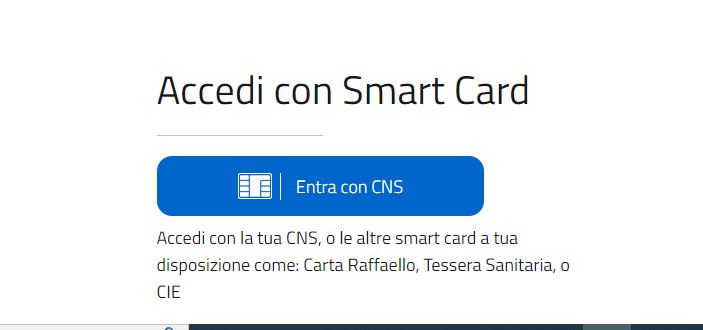 Accedi con Smart Card
Entra con CNS
Accedi con la tua CNS, o le altre smart card a tua
disposizione come: Carta Raffaello, Tessera Sanitaria, o
CIE